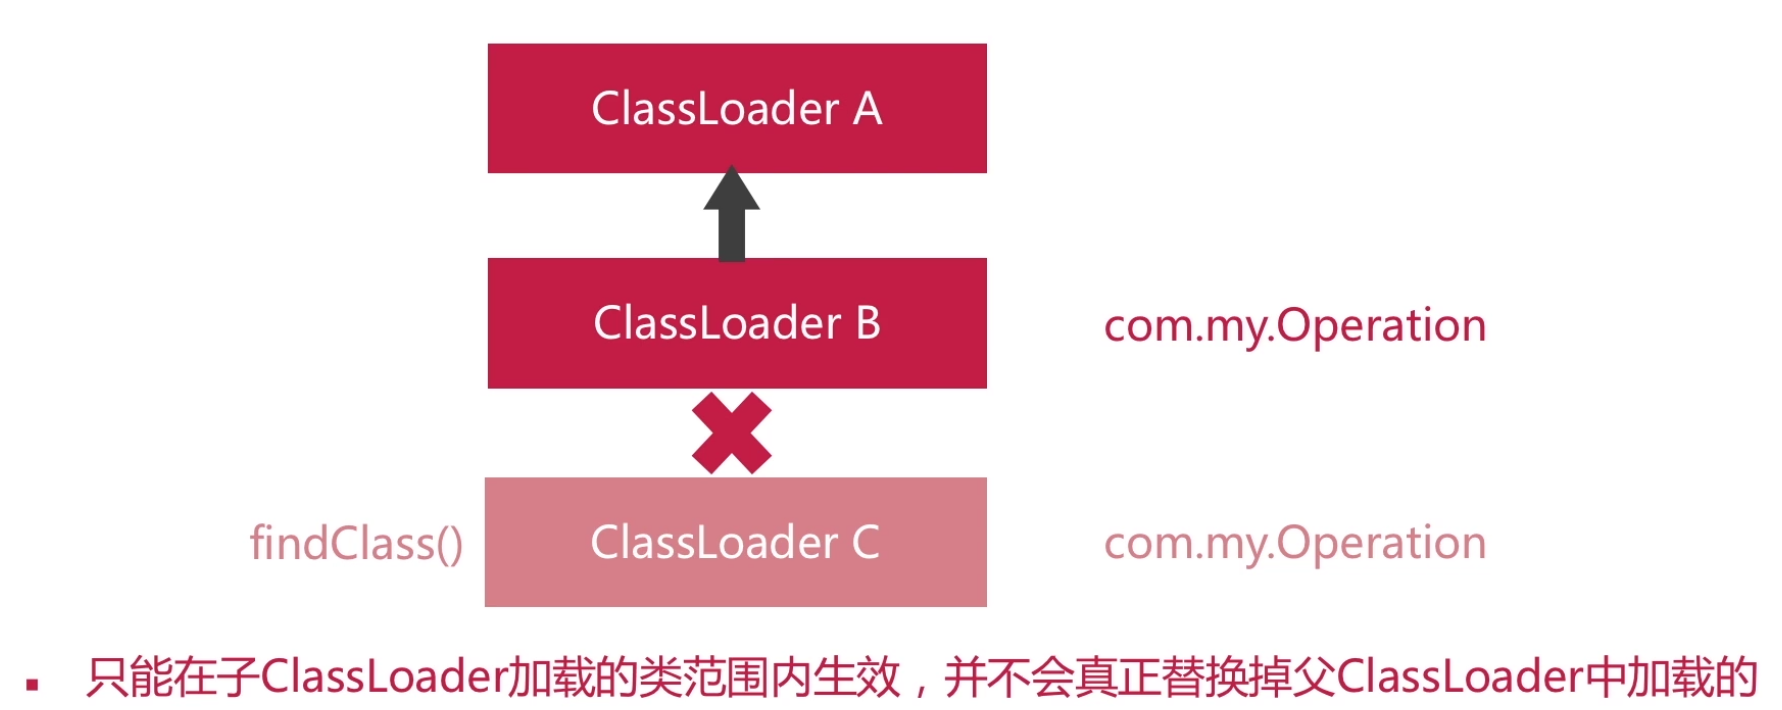 ClassLoader A
ClassLoader B com.my.Operation
findClass() ClassLoader C com.my.Operation
▪ 只能在子ClassLoader加载的类范围内生效，并不会真正替换掉父ClassLoader中加载的